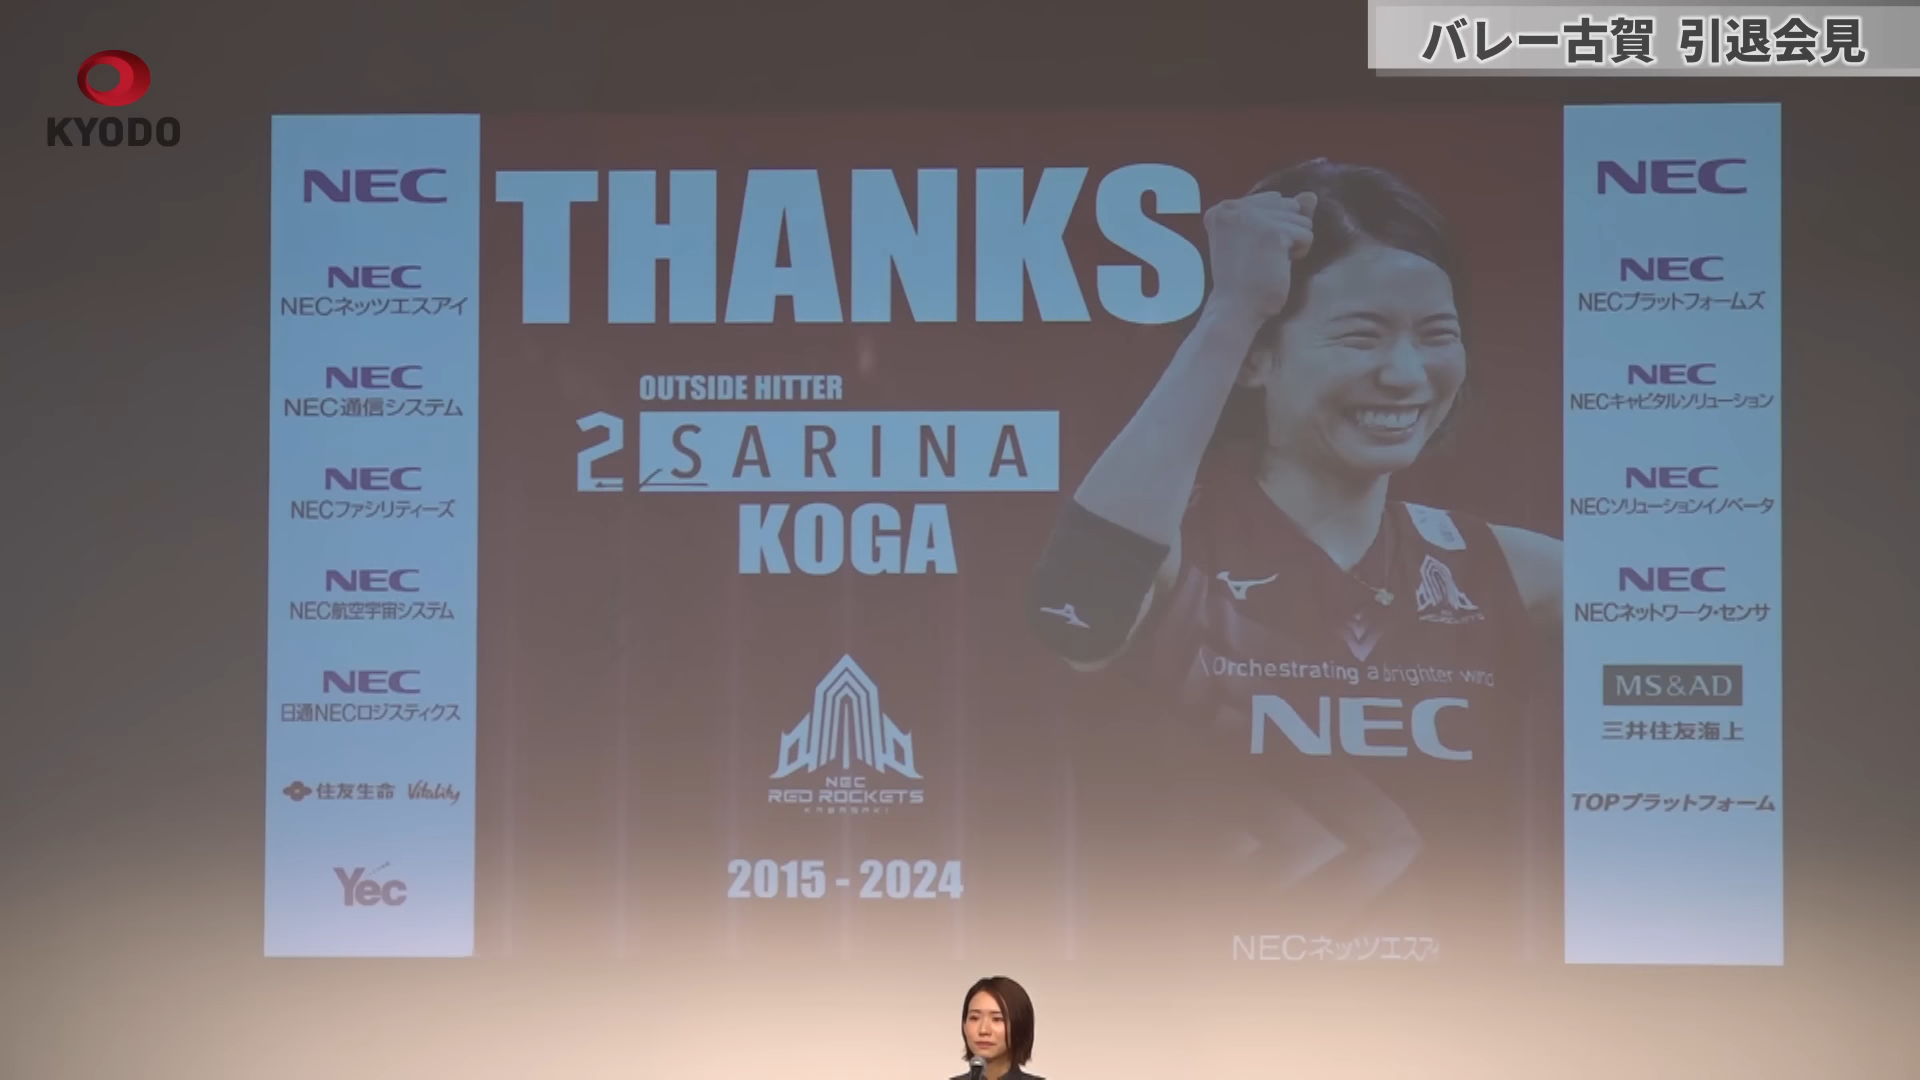 バレー古賀 引退会見
KYODO
NEC
NEC
NECネッツエスアイ
NEC
NEC通信システム
NEC
NECファシリティーズ
NEC
NEC航空宇宙システム
NEC
日通NECロジスティクス
住友生命 Vitality
Yec
THANKS
OUTSIDE HITTER
2 SARINA
KOGA
NEC
RED ROCKETS
KAWASAKI
2015 - 2024
NEC
RED ROCKETS
Orchestrating a brighter world
NEC
NECネッツエスアイ
NEC
NEC
NECプラットフォームズ
NEC
NECキャピタルソリューション
NEC
NECソリューションイノベータ
NEC
NECネットワーク・センサ
MS&AD
三井住友海上
TOPプラットフォーム